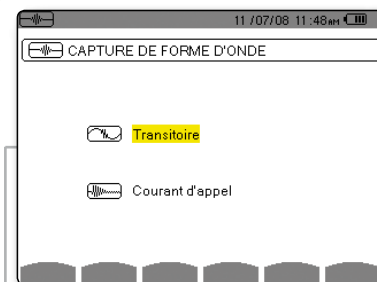 11 /07/08 11:48AM
CAPTURE DE FORME D'ONDE
Transitoire
Courant d'appel